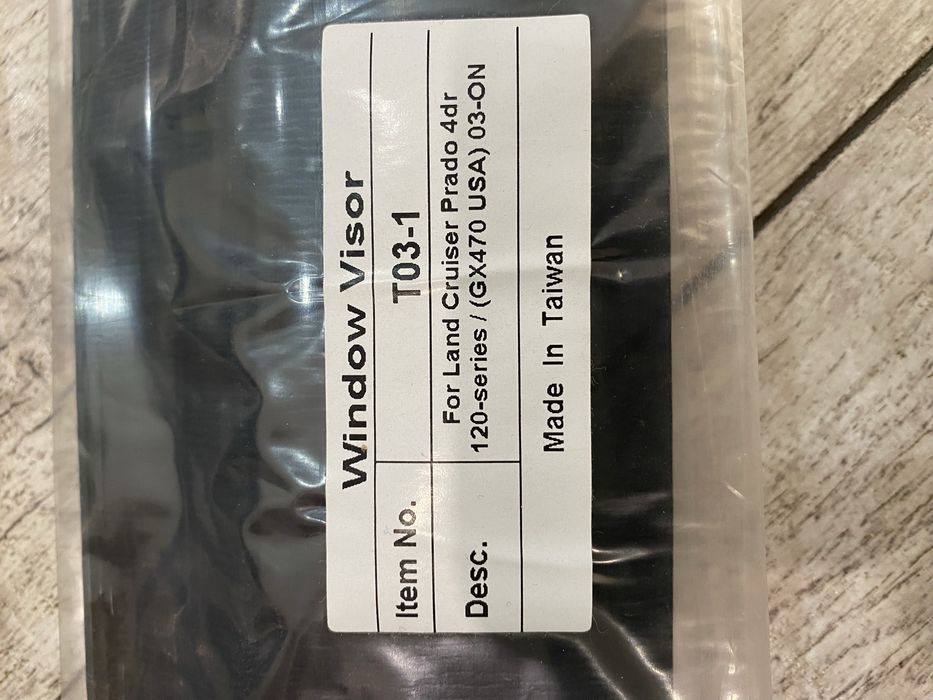 Window Visor
Item No. T03-1
Desc. For Land Cruiser Prado 4dr
120-series / (GX470 USA) 03-ON
Made In Taiwan